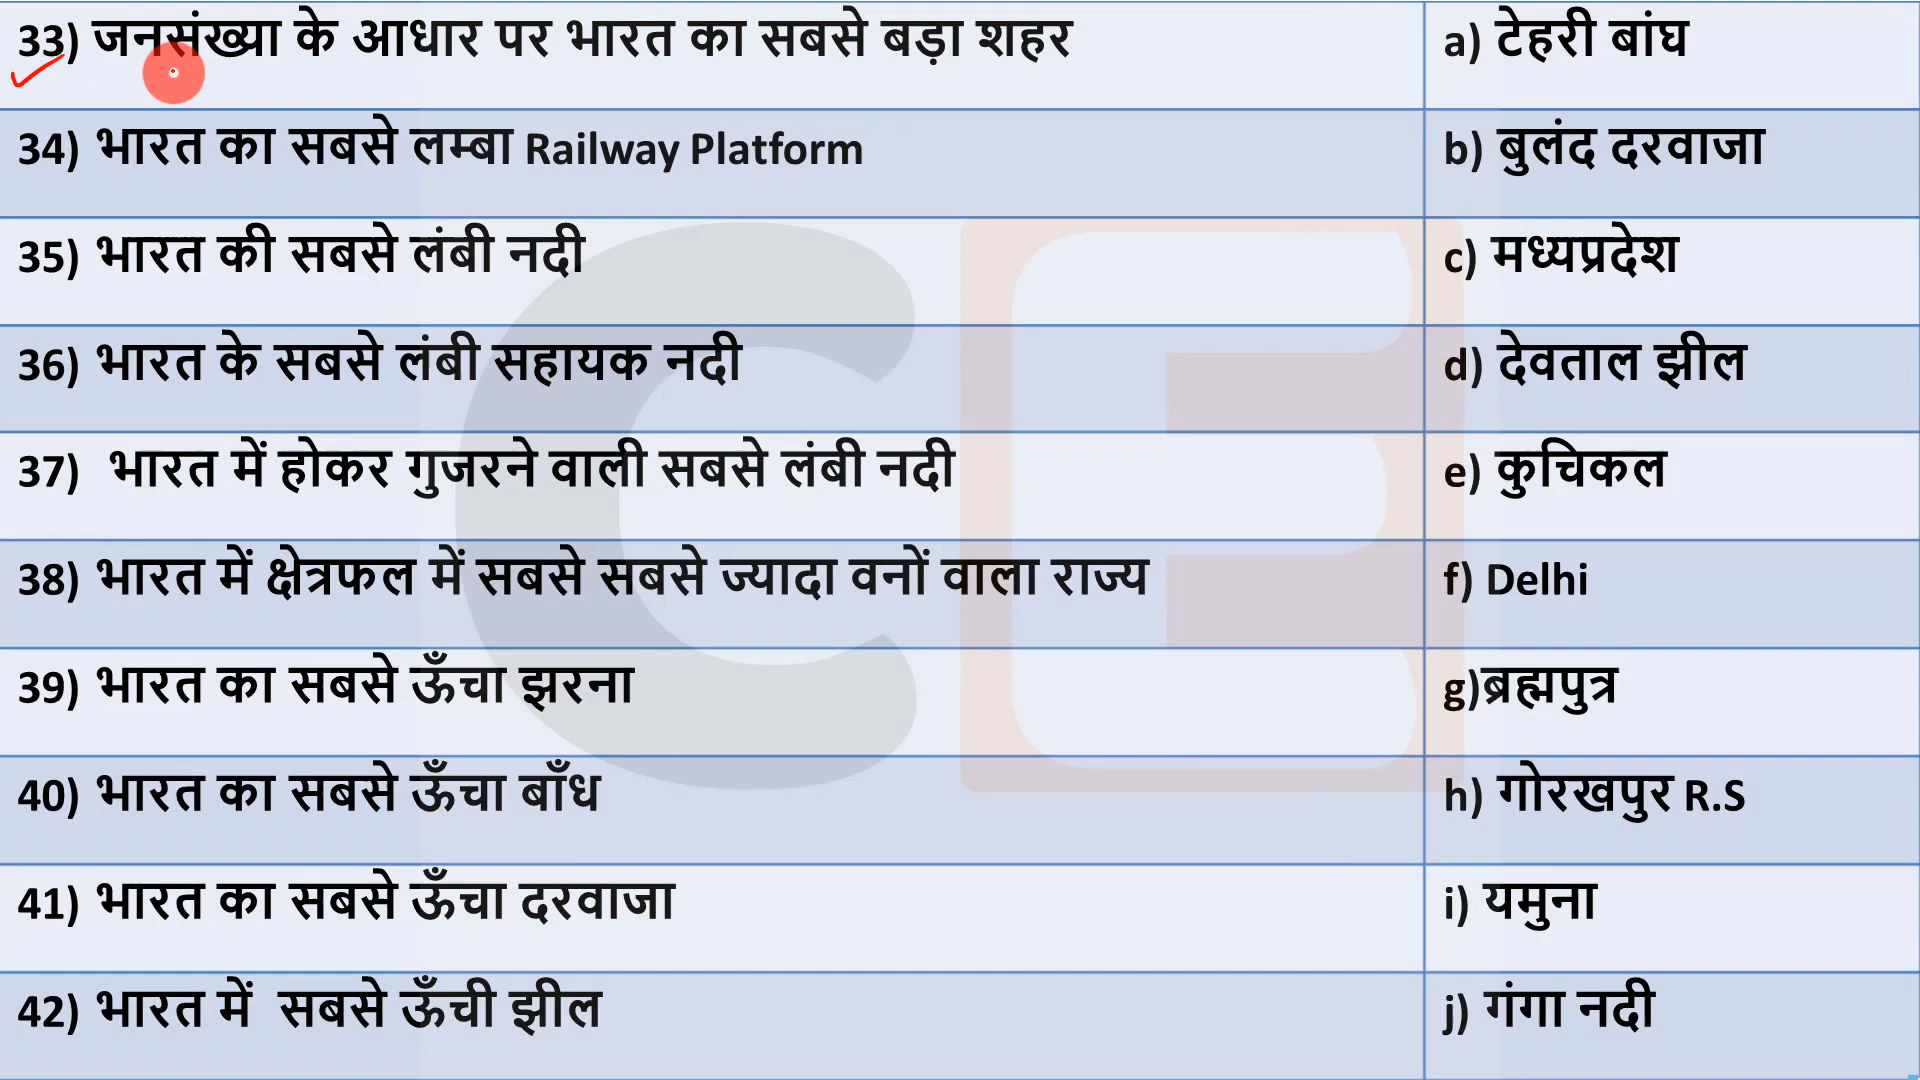 33) जनसंख्या के आधार पर भारत का सबसे बड़ा शहर
a) टेहरी बांघ
34) भारत का सबसे लम्बा Railway Platform
b) बुलंद दरवाजा
35) भारत की सबसे लंबी नदी
c) मध्यप्रदेश
36) भारत के सबसे लंबी सहायक नदी
d) देवताल झील
37) भारत में होकर गुजरने वाली सबसे लंबी नदी
e) कुचिकल
38) भारत में क्षेत्रफल में सबसे सबसे ज्यादा वनों वाला राज्य
f) Delhi
39) भारत का सबसे ऊँचा झरना
g)ब्रह्मपुत्र
40) भारत का सबसे ऊँचा बाँध
h) गोरखपुर R.S
41) भारत का सबसे ऊँचा दरवाजा
i) यमुना
42) भारत में सबसे ऊँची झील
j) गंगा नदी